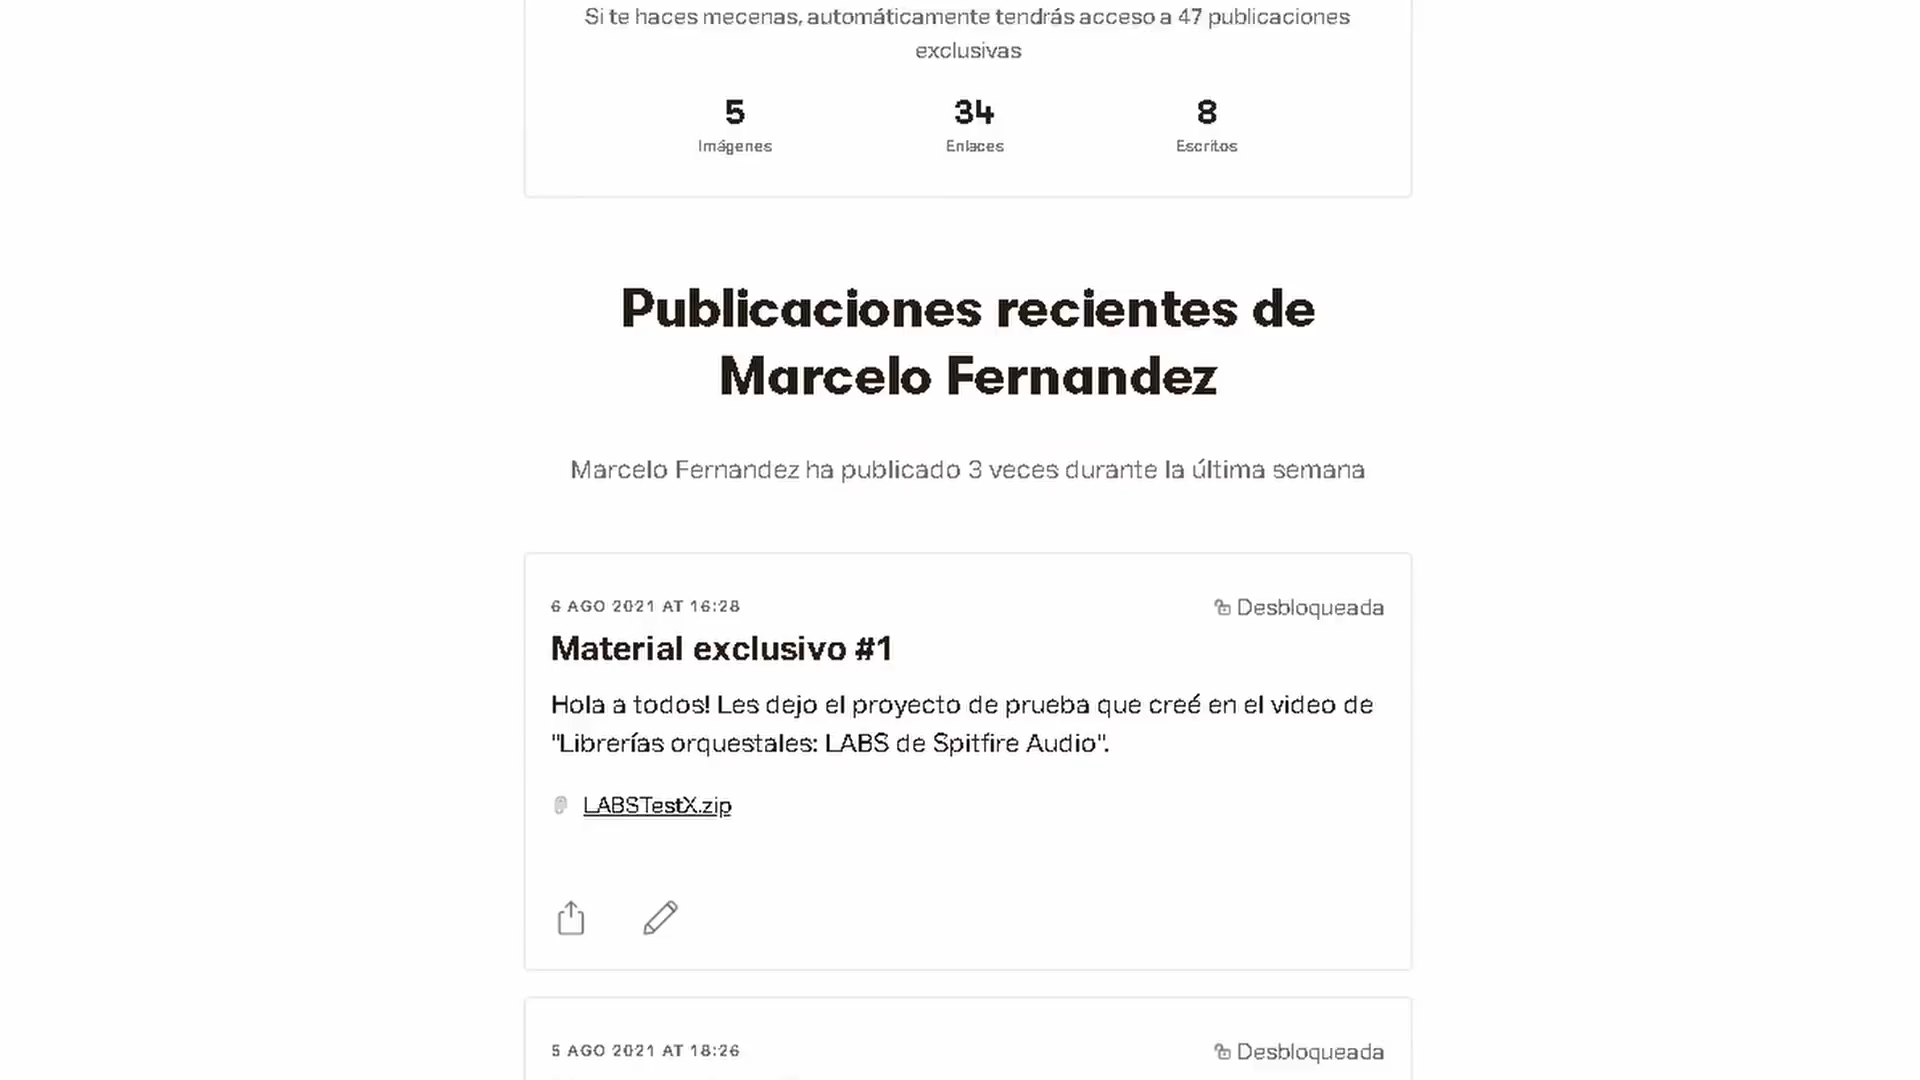 Si te haces mecenas, automáticamente tendrás acceso a 47 publicaciones
exclusivas
5 34 8
Imágenes Enlaces Escritos
Publicaciones recientes de
Marcelo Fernandez
Marcelo Fernandez ha publicado 3 veces durante la última semana
6 AGO 2021 AT 16:28 Desbloqueada
Material exclusivo #1
Hola a todos! Les dejo el proyecto de prueba que creé en el video de
"Librerías orquestales: LABS de Spitfire Audio".
LABSTestX.zip
5 AGO 2021 AT 18:26 Desbloqueada